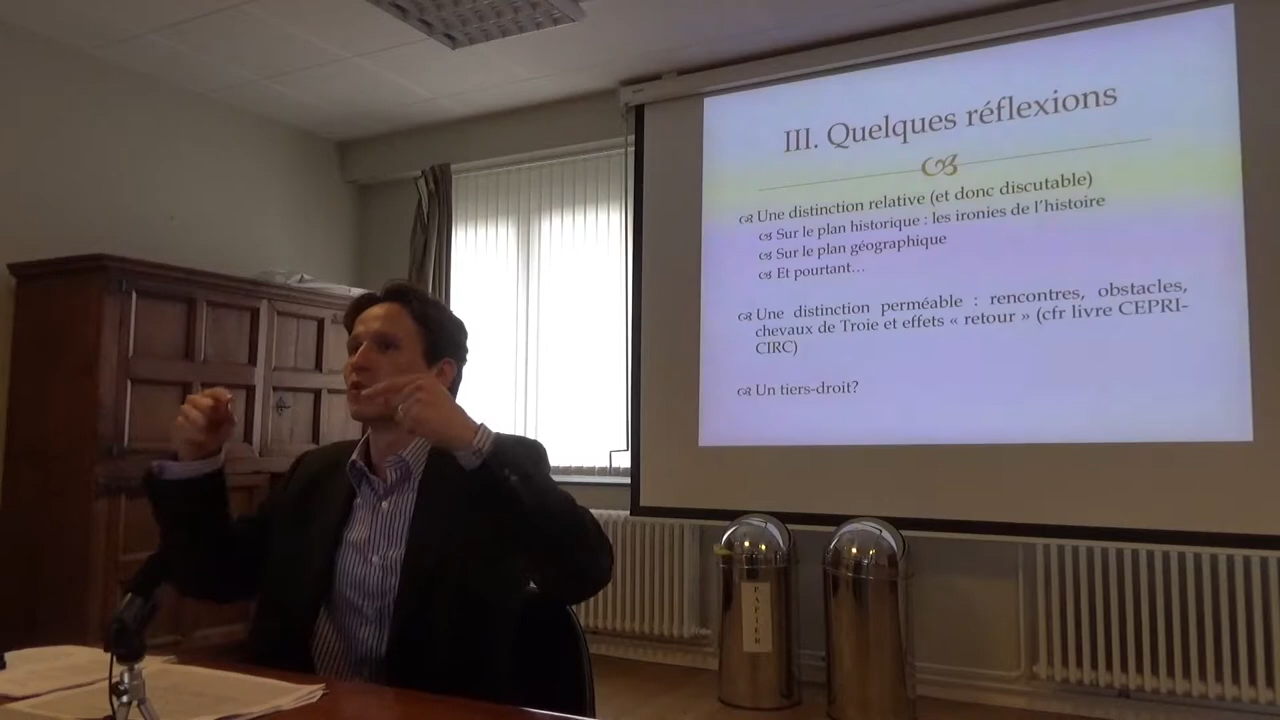 III. Quelques réflexions
Une distinction relative (et donc discutable)
Sur le plan historique : les ironies de l'histoire
Sur le plan géographique
Et pourtant…
Une distinction perméable : rencontres, obstacles,
chevaux de Troie et effets « retour » (cfr livre CEPRI-
CIRC)
Un tiers-droit?
PAPIER